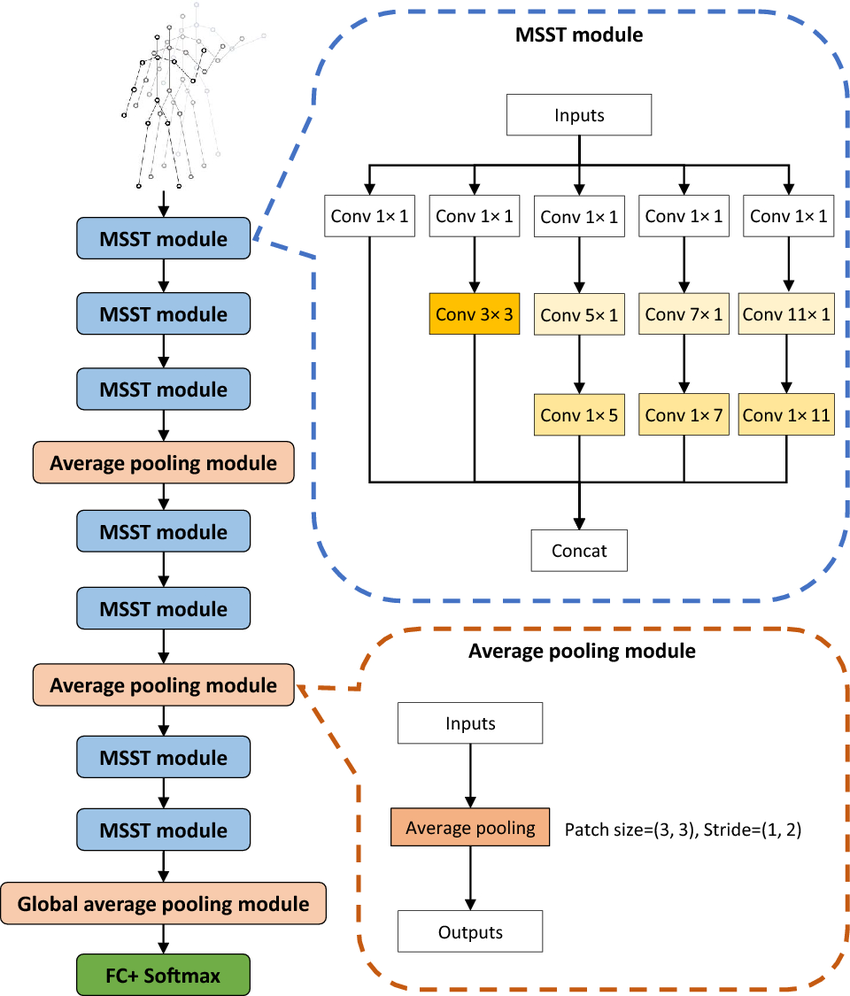 MSST module
MSST module
MSST module
Average pooling module
MSST module
MSST module
Average pooling module
MSST module
MSST module
Global average pooling module
FC+ Softmax
MSST module
Inputs
Conv 1× 1
Conv 1× 1
Conv 1× 1
Conv 1× 1
Conv 1× 1
Conv 3× 3
Conv 5× 1
Conv 7× 1
Conv 11× 1
Conv 1× 5
Conv 1× 7
Conv 1× 11
Concat
Average pooling module
Inputs
Average pooling
Patch size=(3, 3), Stride=(1, 2)
Outputs